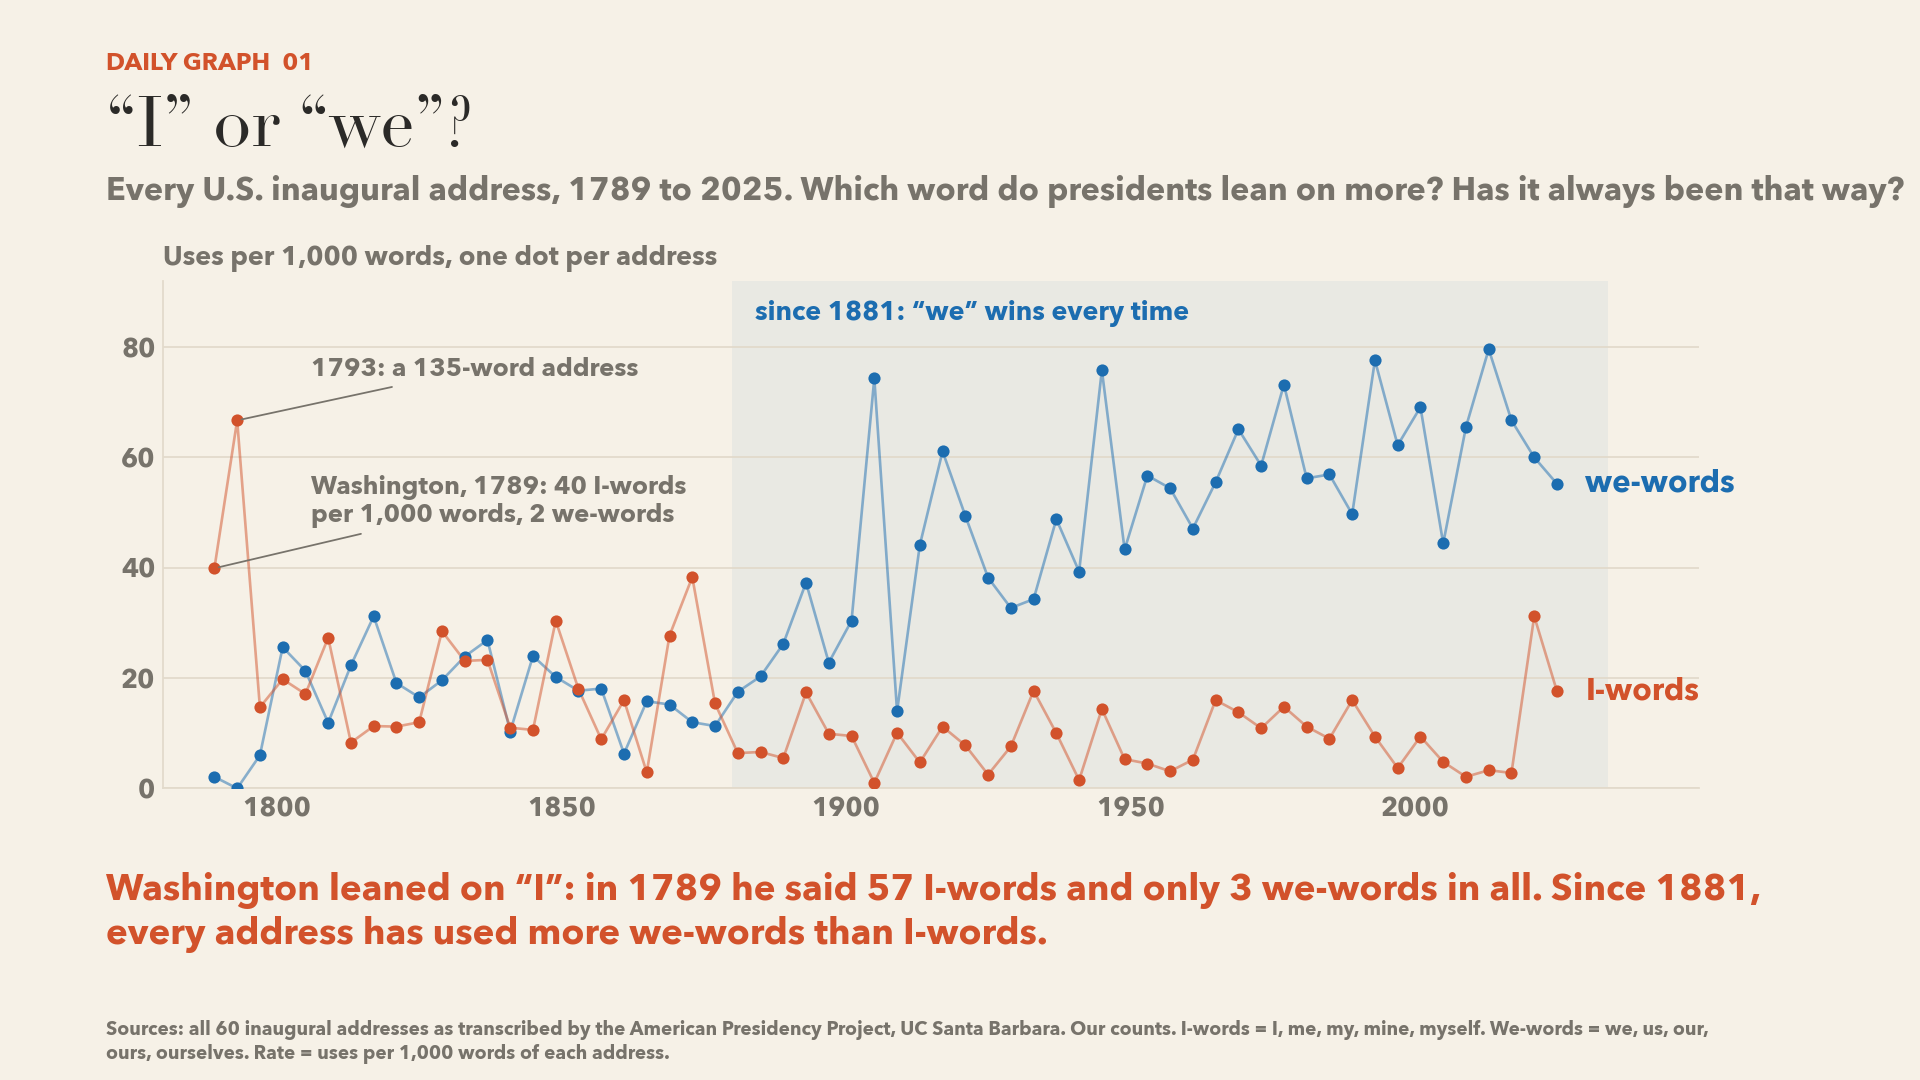 DAILY GRAPH 01
“I” or “we”?
Every U.S. inaugural address, 1789 to 2025. Which word do presidents lean on more? Has it always been that way?
Uses per 1,000 words, one dot per address
since 1881: “we” wins every time
80
1793: a 135-word address
60
Washington, 1789: 40 I-words
per 1,000 words, 2 we-words
we-words
40
20
I-words
0
1800
1850
1900
1950
2000
Washington leaned on “I”: in 1789 he said 57 I-words and only 3 we-words in all. Since 1881,
every address has used more we-words than I-words.
Sources: all 60 inaugural addresses as transcribed by the American Presidency Project, UC Santa Barbara. Our counts. I-words = I, me, my, mine, myself. We-words = we, us, our,
ours, ourselves. Rate = uses per 1,000 words of each address.